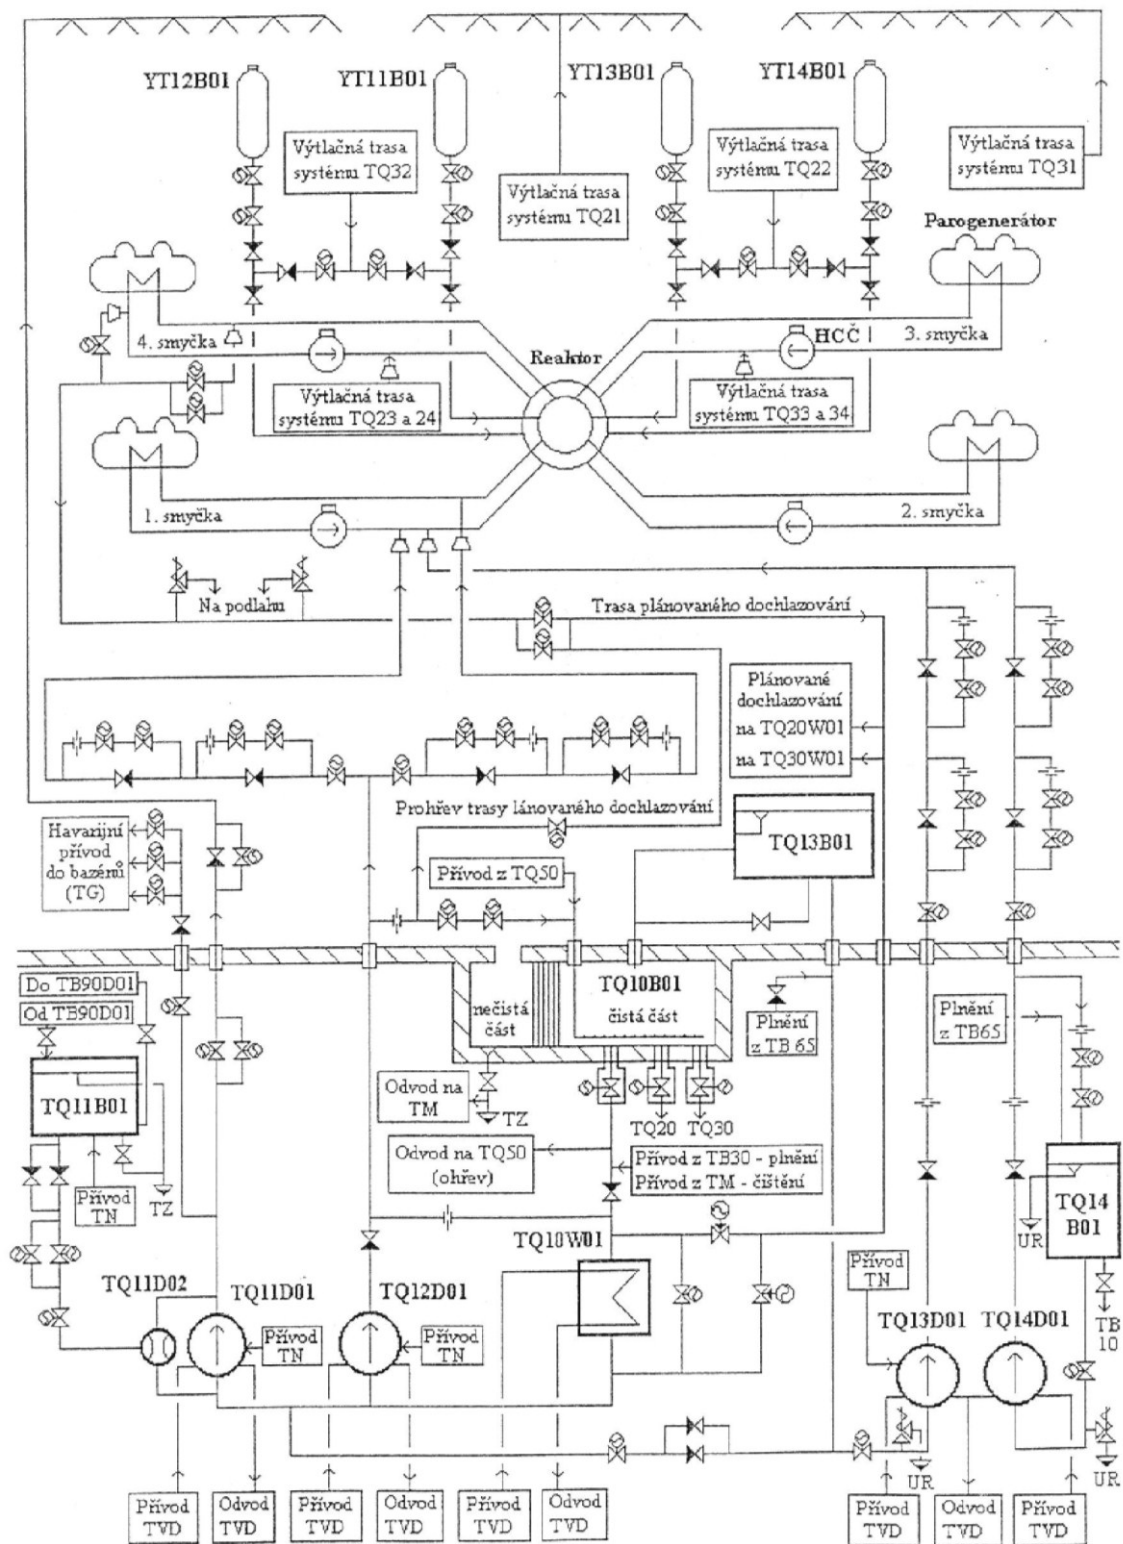 YT12B01
YT11B01
YT13B01
YT14B01
Výtlačná trasa
systému TQ32
Výtlačná trasa
systému TQ21
Výtlačná trasa
systému TQ22
Výtlačná trasa
systému TQ31
Parogenerátor
4. smyčka
Reaktor
HCČ
3. smyčka
Výtlačná trasa
systému TQ23 a 24
Výtlačná trasa
systému TQ33 a 34
1. smyčka
2. smyčka
Na podlahu
Trasa plánovaného dochlazování
Plánované
dochlazování
na TQ20W01
na TQ30W01
Prohřev trasy lánovaného dochlazování
Havarijní
přívod
do bazénů
(TG)
Přívod z TQ50
TQ13B01
Do TB90D01
Od TB90D01
nečistá
část
TQ10B01
čistá část
Plnění
z TB 65
Plnění
z TB65
TQ11B01
Odvod na
TM
TZ
TQ20
TQ30
Přívod
TN
TZ
Odvod na TQ50
(ohřev)
Přívod z TB30 - plnění
Přívod z TM - čištění
TQ14
B01
UR
TQ10W01
TQ11D02
TQ11D01
TQ12D01
Přívod
TN
TQ13D01
TQ14D01
TB
10
Přívod
TN
Přívod
TN
UR
UR
Přívod
TVD
Odvod
TVD
Přívod
TVD
Odvod
TVD
Přívod
TVD
Odvod
TVD
Přívod
TVD
Odvod
TVD
Přívod
TVD